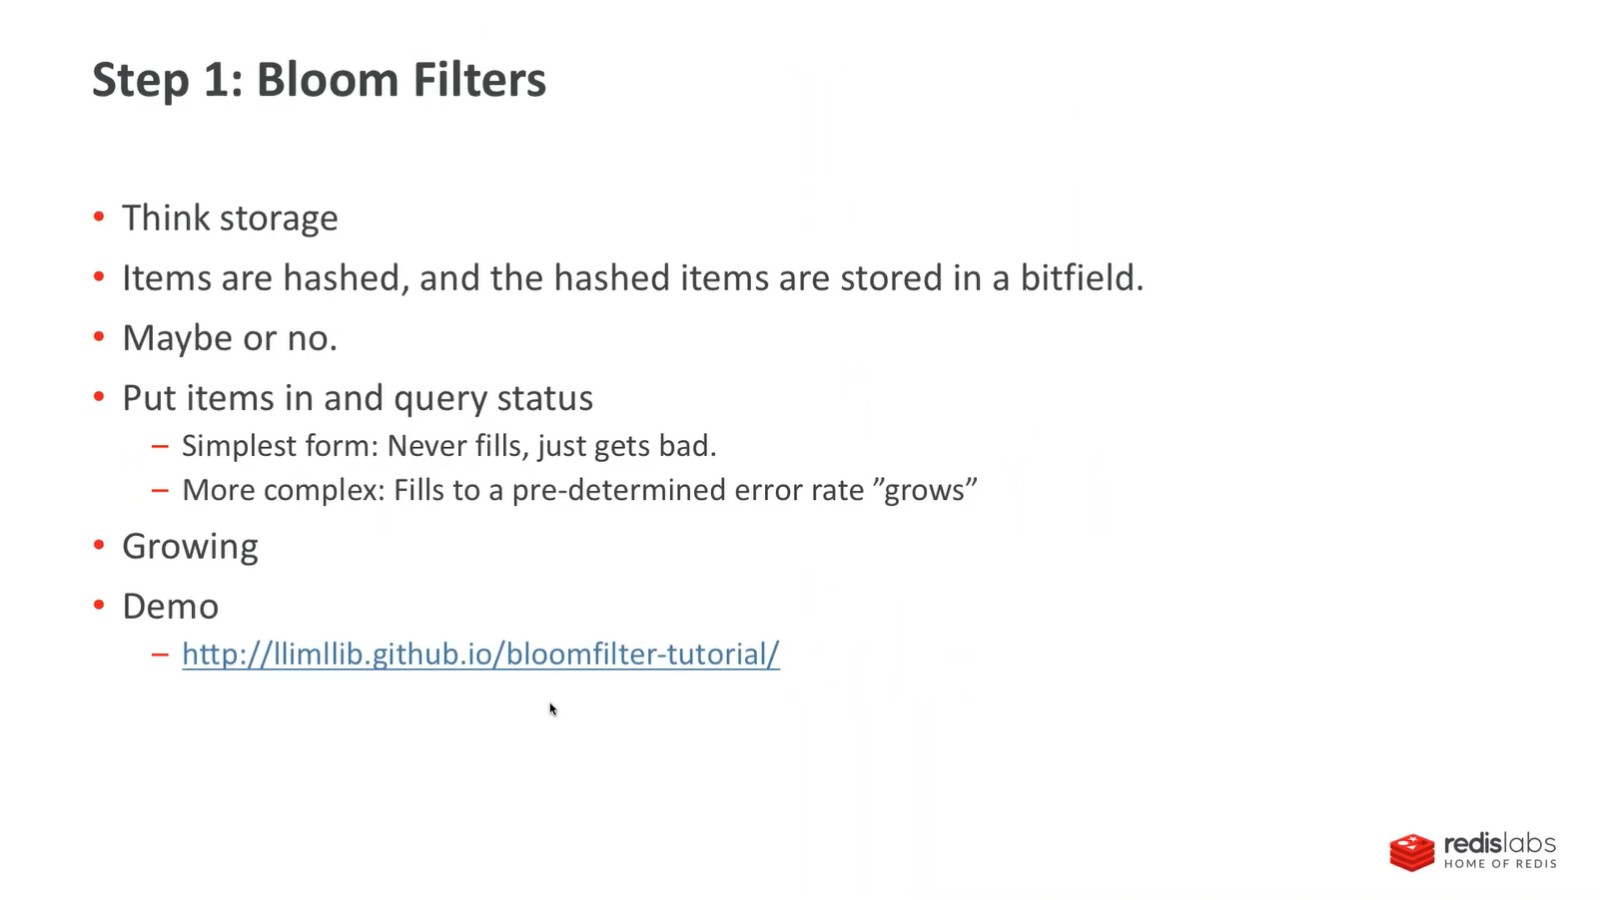 Step 1: Bloom Filters
• Think storage
• Items are hashed, and the hashed items are stored in a bitfield.
• Maybe or no.
• Put items in and query status
– Simplest form: Never fills, just gets bad.
– More complex: Fills to a pre-determined error rate ”grows”
• Growing
• Demo
– http://llimllib.github.io/bloomfilter-tutorial/
redislabs
HOME OF REDIS